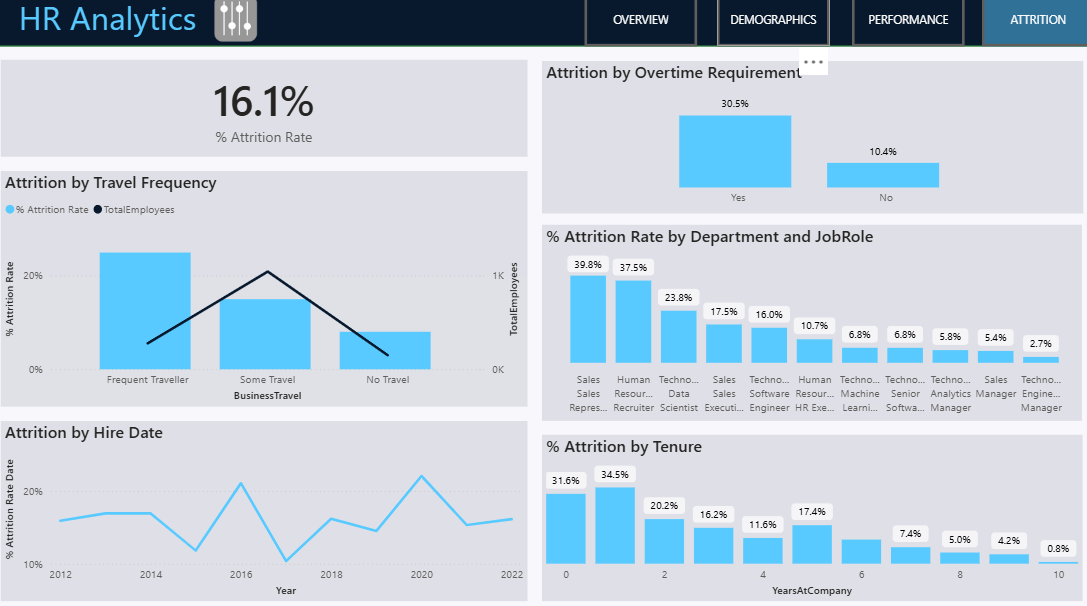 HR Analytics
OVERVIEW
DEMOGRAPHICS
PERFORMANCE
ATTRITION
16.1%
% Attrition Rate
Attrition by Travel Frequency
% Attrition Rate TotalEmployees
% Attrition Rate
20%
0%
1K
0K
TotalEmployees
Frequent Traveller
Some Travel
No Travel
BusinessTravel
Attrition by Hire Date
% Attrition Rate Date
20%
10%
2012 2014 2016 2018 2020 2022
Year
Attrition by Overtime Requirement
30.5%
10.4%
Yes
No
% Attrition Rate by Department and JobRole
39.8% 37.5% 23.8% 17.5% 16.0% 10.7% 6.8% 6.8% 5.8% 5.4% 2.7%
Sales Human Techno... Sales Techno... Human Techno... Techno... Techno... Sales Techno...
Sales Resour... Data Sales Software Resour... Machine Senior Analytics Manager Engine...
Repres... Recruiter Scientist Executi... Engineer HR Exe... Learni... Softwa... Manager Manager
% Attrition by Tenure
31.6% 34.5% 20.2% 16.2% 11.6% 17.4% 7.4% 5.0% 4.2% 0.8%
0 2 4 6 8 10
YearsAtCompany